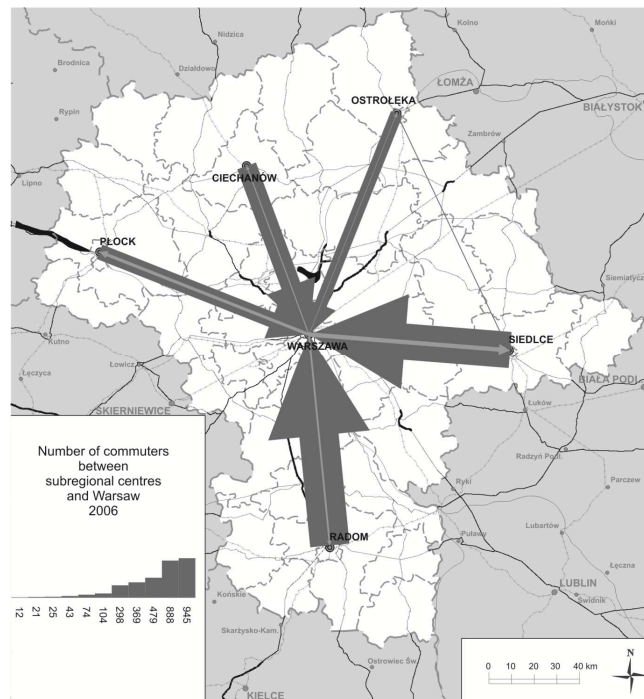 Nidzica
Kolno
Mońki
Brodnica
Działdowo
ŁOMŻA
OSTROŁĘKA
BIAŁYSTOK
Rypin
Zambrów
CIECHANÓW
Lipno
PŁOCK
Siemiatycz
Kutno
WARSZAWA
SIEDLCE
Łowicz
Łęczyca
BIAŁA PODL
SKIERNIEWICE
Łuków
Number of commuters
between
subregional centres
and Warsaw
2006
Radzyń Podl.
Ryki
Parczew
RADOM
Puławy
Lubartów
12 21 25 43 74 104 298 369 479 888 945
Końskie
Łęczna
LUBLIN
Świdnik
Skarżysko-Kam.
Ostrowiec Św.
KIELCE
N
0 10 20 30 40 km